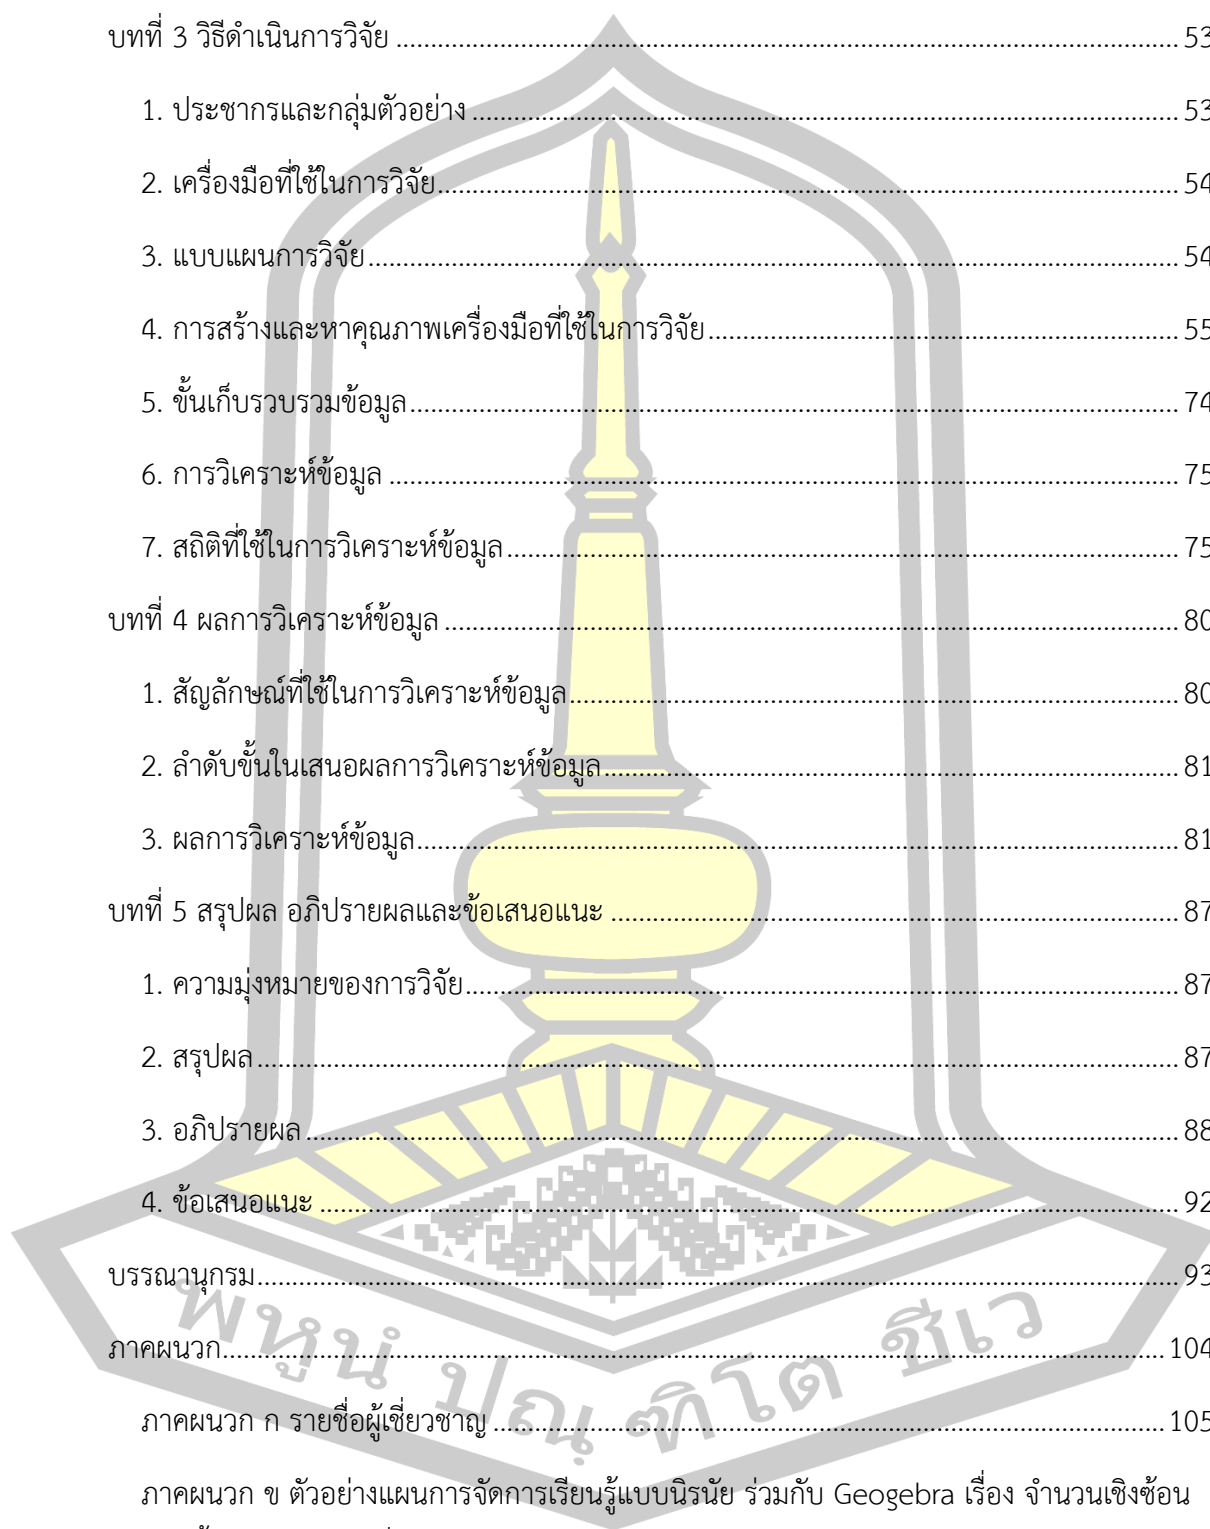 บทที่ 3 วิธีดำเนินการวิจัย .......... 53
1. ประชากรและกลุ่มตัวอย่าง .......... 53
2. เครื่องมือที่ใช้ในการวิจัย .......... 54
3. แบบแผนการวิจัย .......... 54
4. การสร้างและหาคุณภาพเครื่องมือที่ใช้ในการวิจัย .......... 55
5. ขั้นเก็บรวบรวมข้อมูล .......... 74
6. การวิเคราะห์ข้อมูล .......... 75
7. สถิติที่ใช้ในการวิเคราะห์ข้อมูล .......... 75
บทที่ 4 ผลการวิเคราะห์ข้อมูล .......... 80
1. สัญลักษณ์ที่ใช้ในการวิเคราะห์ข้อมูล .......... 80
2. ลำดับขั้นในเสนอผลการวิเคราะห์ข้อมูล .......... 81
3. ผลการวิเคราะห์ข้อมูล .......... 81
บทที่ 5 สรุปผล อภิปรายผลและข้อเสนอแนะ .......... 87
1. ความมุ่งหมายของการวิจัย .......... 87
2. สรุปผล .......... 87
3. อภิปรายผล .......... 88
4. ข้อเสนอแนะ .......... 92
บรรณานุกรม .......... 93
ภาคผนวก .......... 104
ภาคผนวก ก รายชื่อผู้เชี่ยวชาญ .......... 105
ภาคผนวก ข ตัวอย่างแผนการจัดการเรียนรู้แบบนิรนัย ร่วมกับ Geogebra เรื่อง จำนวนเชิงซ้อน
พหูนํ ปณฺฑิโต ชีเว